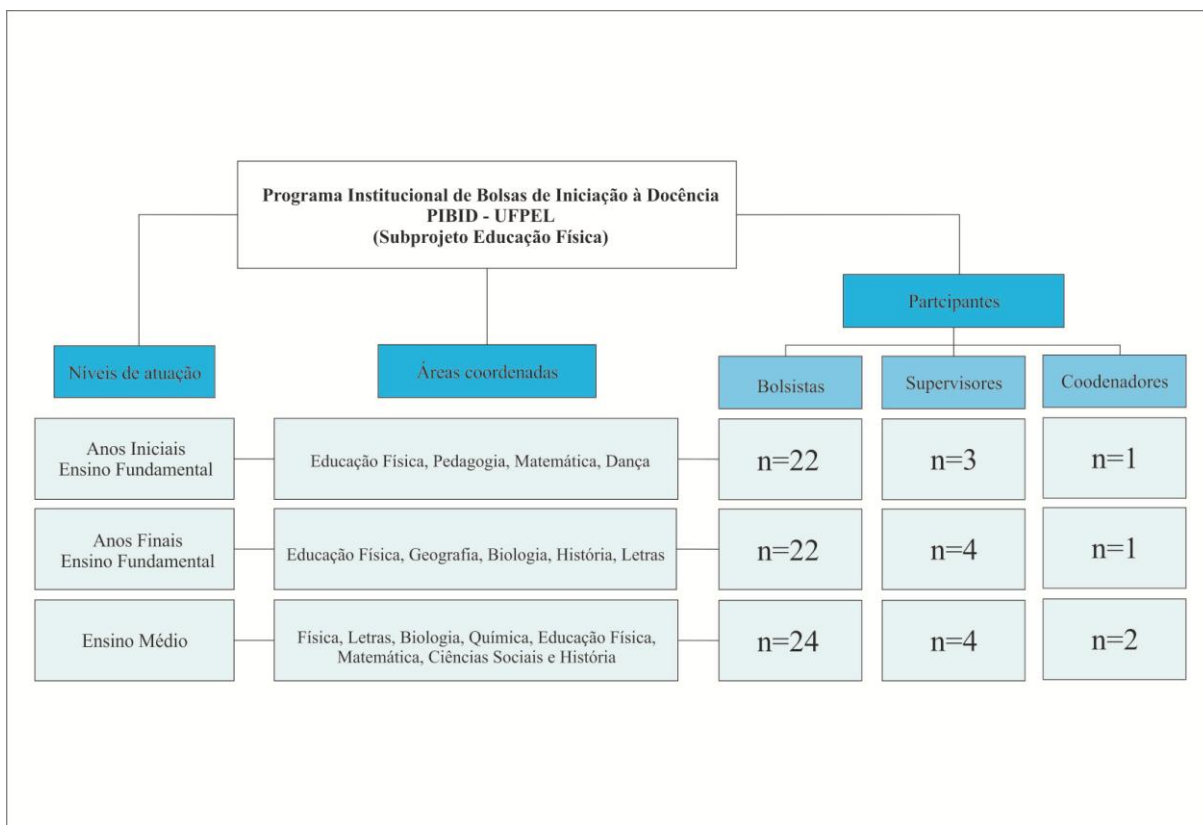 Programa Institucional de Bolsas de Iniciação à Docência
PIBID - UFPEL
(Subprojeto Educação Física)
Partcipantes
Níveis de atuação
Áreas coordenadas
Bolsistas
Supervisores
Coodenadores
Anos Iniciais
Ensino Fundamental
Educação Física, Pedagogia, Matemática, Dança
n=22
n=3
n=1
Anos Finais
Ensino Fundamental
Educação Física, Geografia, Biologia, História, Letras
n=22
n=4
n=1
Ensino Médio
Física, Letras, Biologia, Química, Educação Física,
Matemática, Ciências Sociais e História
n=24
n=4
n=2